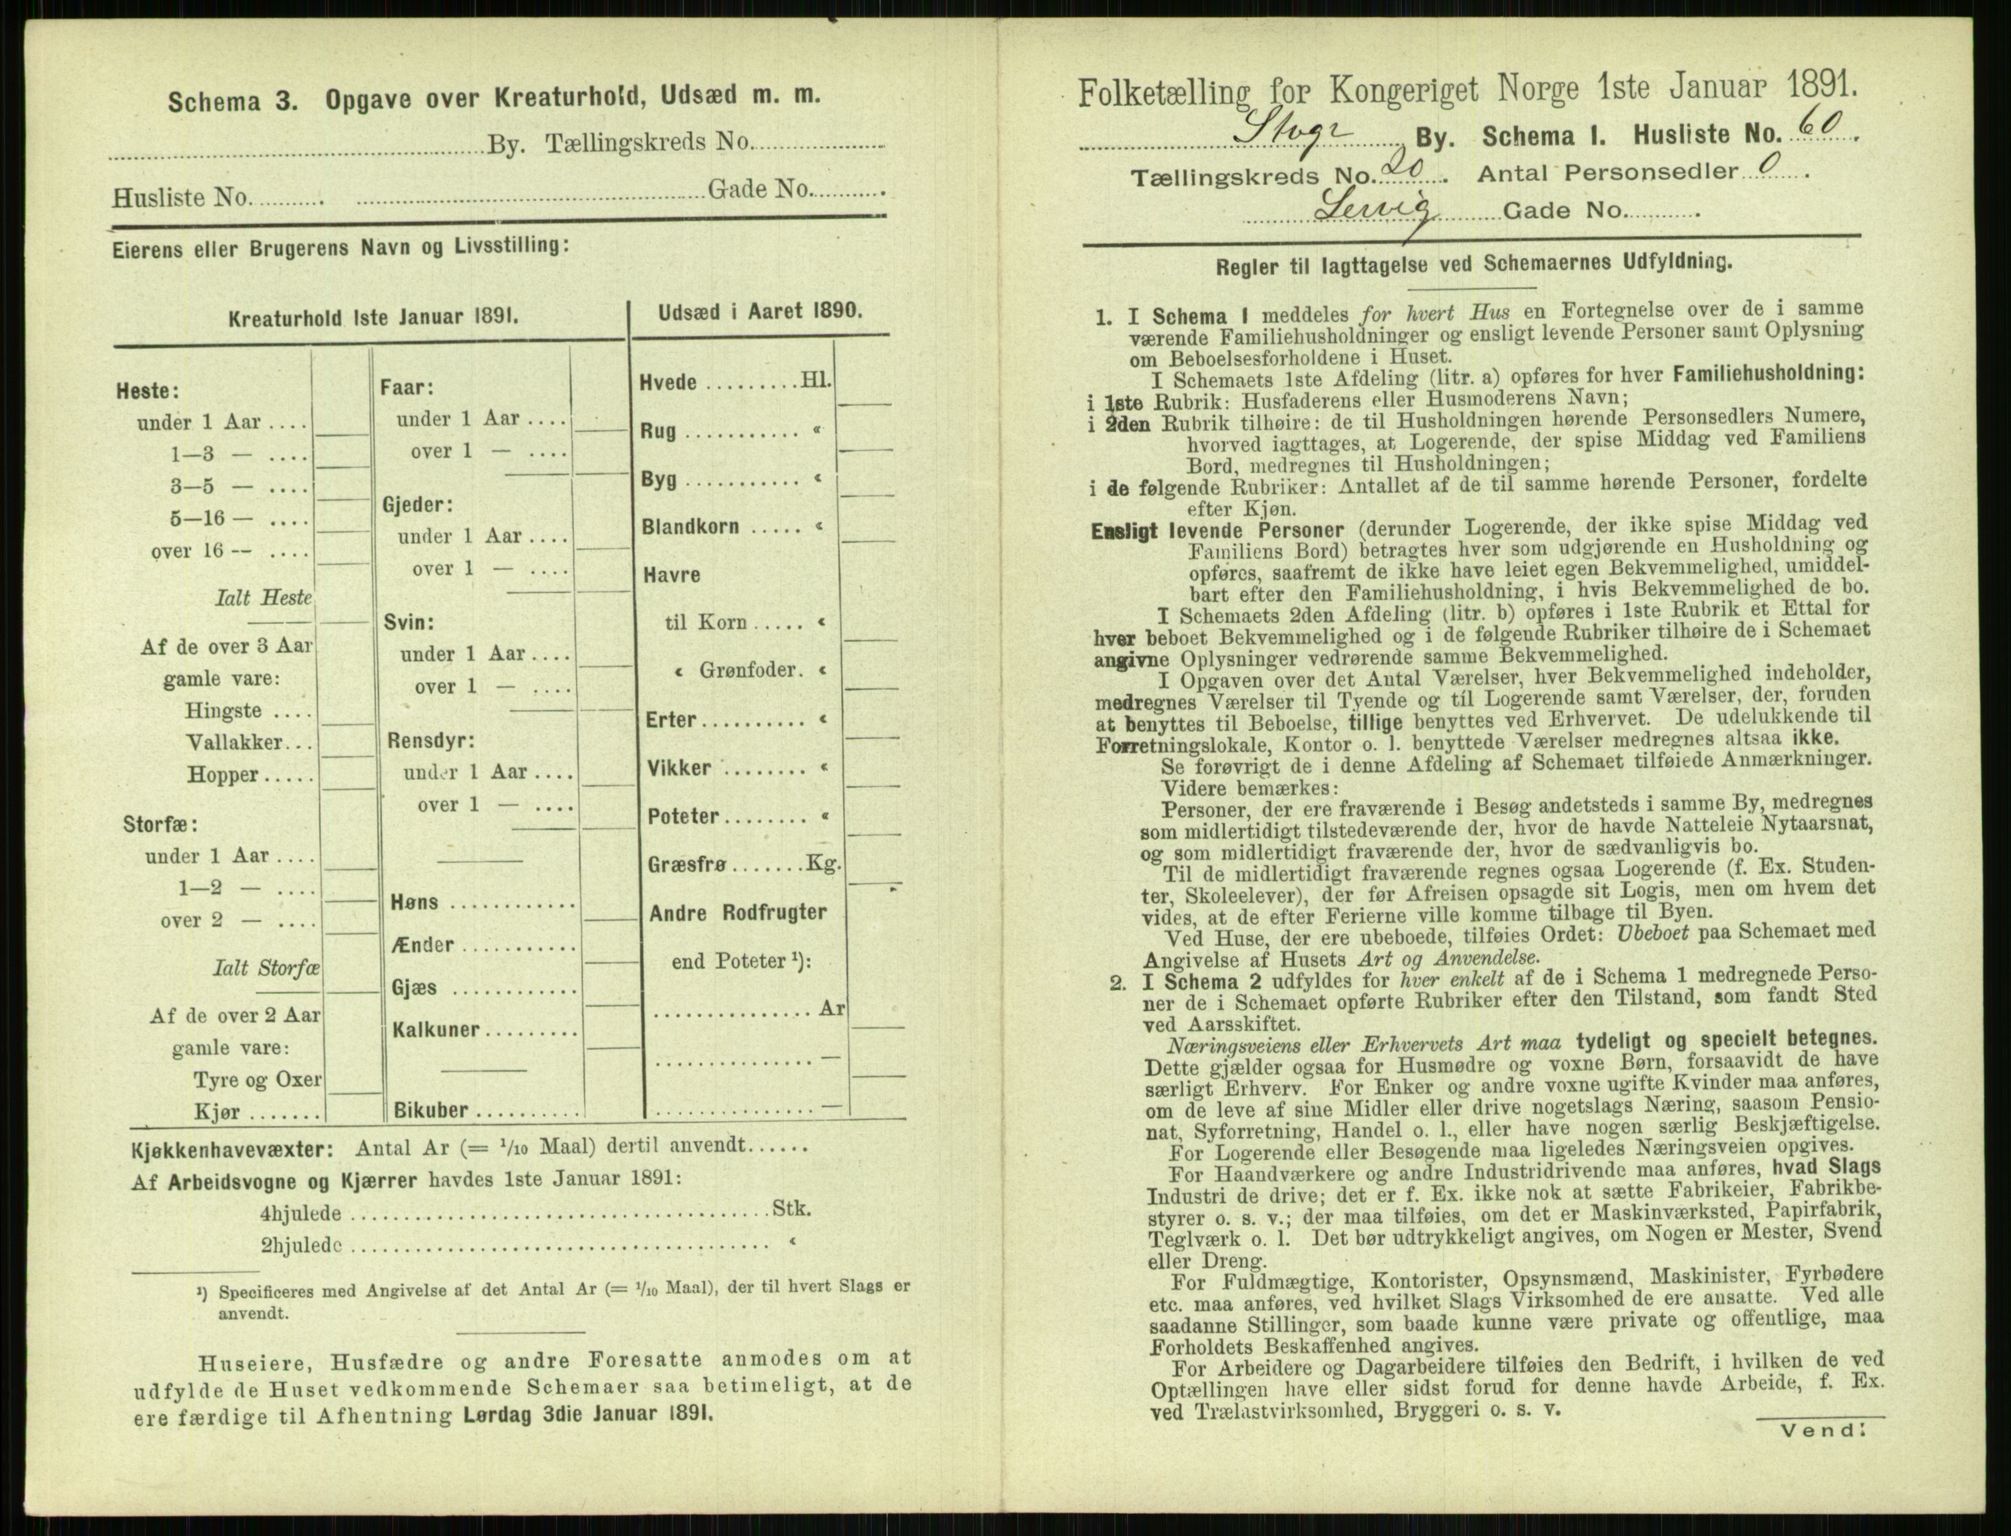 Schema 3. Opgave over Kreaturhold, Udsæd m. m.
By. Tællingskreds No.
Husliste No. Gade No. .
Eierens eller Brugerens Navn og Livsstilling:
Kreaturhold 1ste Januar 1891.
Heste:
under 1 Aar ....
1—3 — ....
3—5 — ....
5—16 — ....
over 16 — ....
Ialt Heste
Af de over 3 Aar
gamle vare:
Hingste ....
Vallakker...
Hopper.....
Storfæ:
under 1 Aar ....
1—2 — ....
over 2 — ....
Ialt Storfæ
Af de over 2 Aar
gamle vare:
Tyre og Oxer
Kjør .......
Faar:
under 1 Aar ....
over 1 — ....
Gjeder:
under 1 Aar ....
over 1 — ....
Svin:
under 1 Aar ....
over 1 — ....
Rensdyr:
under 1 Aar ....
over 1 — ....
Høns ............
Ænder ...........
Gjæs ............
Kalkuner.........
Bikuber ..........
Udsæd i Aaret 1890.
Hvede .........Hl.
Rug ........... «
Byg ........... «
Blandkorn ..... «
Havre
til Korn ..... «
« Grønfoder. «
Erter.......... «
Vikker ........ «
Poteter........ «
Græsfrø.......Kg.
Andre Rodfrugter
end Poteter ¹):
............... Ar
............... —
............... —
Kjøkkenhavevæxter: Antal Ar (= 1/10 Maal) dertil anvendt......
Af Arbeidsvogne og Kjærrer havdes 1ste Januar 1891:
4hjulede ........................................Stk.
2hjulede ........................................ «
¹) Specificeres med Angivelse af det Antal Ar (= 1/10 Maal), der til hvert Slags er
anvendt.
Huseiere, Husfædre og andre Foresatte anmodes om at
udfylde de Huset vedkommende Schemaer saa betimeligt, at de
ere færdige til Afhentning Lørdag 3die Januar 1891.
Folketælling for Kongeriget Norge 1ste Januar 1891.
Stvgr By. Schema I. Husliste No. 60.
Tællingskreds No. 20. Antal Personsedler 0.
Lervig Gade No. .
Regler til Iagttagelse ved Schemaernes Udfyldning.
1. I Schema 1 meddeles for hvert Hus en Fortegnelse over de i samme
værende Familiehusholdninger og ensligt levende Personer samt Oplysning
om Beboelsesforholdene i Huset.
I Schemaets 1ste Afdeling (litr. a) opføres for hver Familiehusholdning:
i 1ste Rubrik: Husfaderens eller Husmoderens Navn;
i 2den Rubrik tilhøire: de til Husholdningen hørende Personsedlers Numere,
hvorved iagttages, at Logerende, der spise Middag ved Familiens
Bord, medregnes til Husholdningen;
i de følgende Rubriker: Antallet af de til samme hørende Personer, fordelte
efter Kjøn.
Ensligt levende Personer (derunder Logerende, der ikke spise Middag ved
Familiens Bord) betragtes hver som udgjørende en Husholdning og
opføres, saafremt de ikke have leiet egen Bekvemmelighed, umiddel-
bart efter den Familiehusholdning, i hvis Bekvemmelighed de bo.
I Schemaets 2den Afdeling (litr. b) opføres i 1ste Rubrik et Ettal for
hver beboet Bekvemmelighed og i de følgende Rubriker tilhøire de i Schemaet
angivne Oplysninger vedrørende samme Bekvemmelighed.
I Opgaven over det Antal Værelser, hver Bekvemmelighed indeholder,
medregnes Værelser til Tyende og til Logerende samt Værelser, der, foruden
at benyttes til Beboelse, tillige benyttes ved Erhvervet. De udelukkende til
Forretningslokale, Kontor o. l. benyttede Værelser medregnes altsaa ikke.
Se forøvrigt de i denne Afdeling af Schemaet tilføiede Anmærkninger.
Videre bemærkes:
Personer, der ere fraværende i Besøg andetsteds i samme By, medregnes
som midlertidigt tilstedeværende der, hvor de havde Natteleie Nytaarsnat,
og som midlertidigt fraværende der, hvor de sædvanligvis bo.
Til de midlertidigt fraværende regnes ogsaa Logerende (f. Ex. Studen-
ter, Skoleelever), der før Afreisen opsagde sit Logis, men om hvem det
vides, at de efter Ferierne ville komme tilbage til Byen.
Ved Huse, der ere ubeboede, tilføies Ordet: Ubeboet paa Schemaet med
Angivelse af Husets Art og Anvendelse.
2. I Schema 2 udfyldes for hver enkelt af de i Schema 1 medregnede Perso-
ner de i Schemaet opførte Rubriker efter den Tilstand, som fandt Sted
ved Aarsskiftet.
Næringsveiens eller Erhvervets Art maa tydeligt og specielt betegnes.
Dette gjælder ogsaa for Husmødre og voxne Børn, forsaavidt de have
særligt Erhverv. For Enker og andre voxne ugifte Kvinder maa anføres,
om de leve af sine Midler eller drive nogetslags Næring, saasom Pensio-
nat, Syforretning, Handel o. l., eller have nogen særlig Beskjæftigelse.
For Logerende eller Besøgende maa ligeledes Næringsveien opgives.
For Haandværkere og andre Industridrivende maa anføres, hvad Slags
Industri de drive; det er f. Ex. ikke nok at sætte Fabrikeier, Fabrikbe-
styrer o. s. v.; der maa tilføies, om det er Maskinværksted, Papirfabrik,
Teglværk o. l. Det bør udtrykkeligt angives, om Nogen er Mester, Svend
eller Dreng.
For Fuldmægtige, Kontorister, Opsynsmænd, Maskinister, Fyrbødere
etc. maa anføres, ved hvilket Slags Virksomhed de ere ansatte. Ved alle
saadanne Stillinger, som baade kunne være private og offentlige, maa
Forholdets Beskaffenhed angives.
For Arbeidere og Dagarbeidere tilføies den Bedrift, i hvilken de ved
Optællingen have eller sidst forud for denne havde Arbeide, f. Ex.
ved Trælastvirksomhed, Bryggeri o. s. v.
Vend!